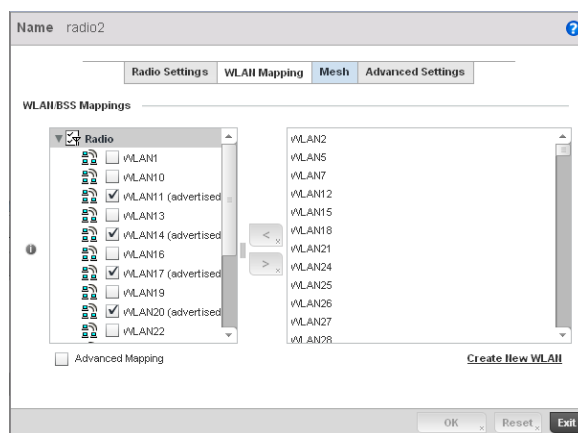 Name radio2
Radio Settings WLAN Mapping Mesh Advanced Settings
WLAN/BSS Mappings
Radio
WLAN1
WLAN10
WLAN11 (advertised
WLAN13
WLAN14 (advertised
WLAN16
WLAN17 (advertised
WLAN19
WLAN20 (advertised
WLAN22
<
>
WLAN2
WLAN5
WLAN7
WLAN12
WLAN15
WLAN18
WLAN21
WLAN24
WLAN25
WLAN26
WLAN27
WLAN28
Advanced Mapping
Create New WLAN
OK Reset Exit